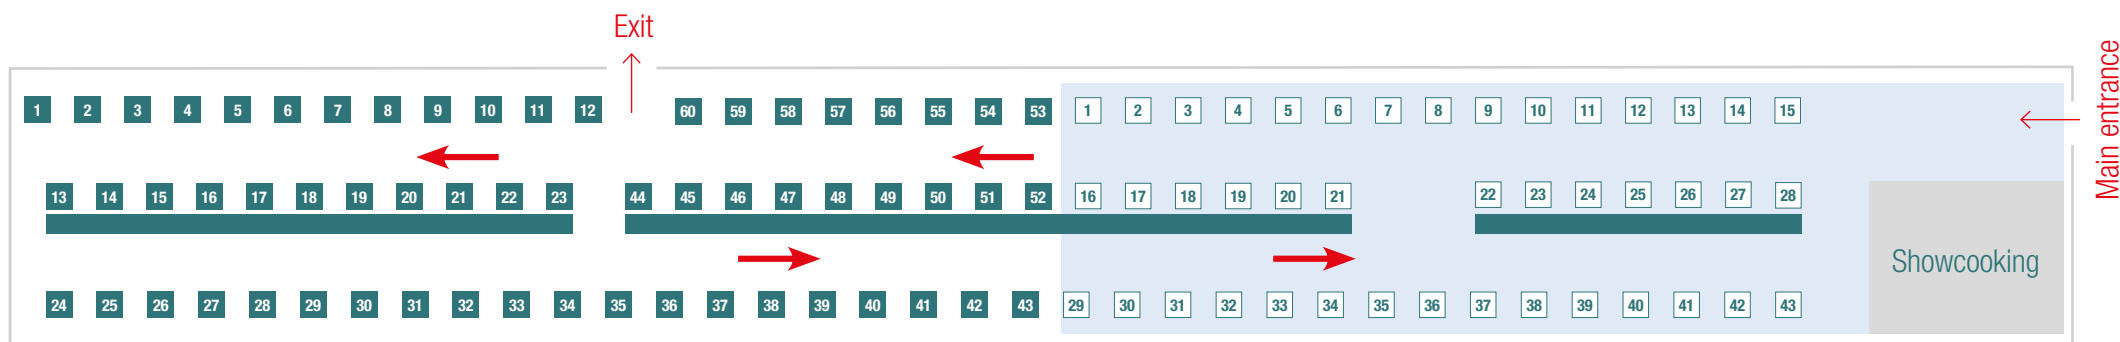 Exit
Main entrance
1 2 3 4 5 6 7 8 9 10 11 12 60 59 58 57 56 55 54 53 1 2 3 4 5 6 7 8 9 10 11 12 13 14 15
13 14 15 16 17 18 19 20 21 22 23 44 45 46 47 48 49 50 51 52 16 17 18 19 20 21 22 23 24 25 26 27 28
Showcooking
24 25 26 27 28 29 30 31 32 33 34 35 36 37 38 39 40 41 42 43 29 30 31 32 33 34 35 36 37 38 39 40 41 42 43